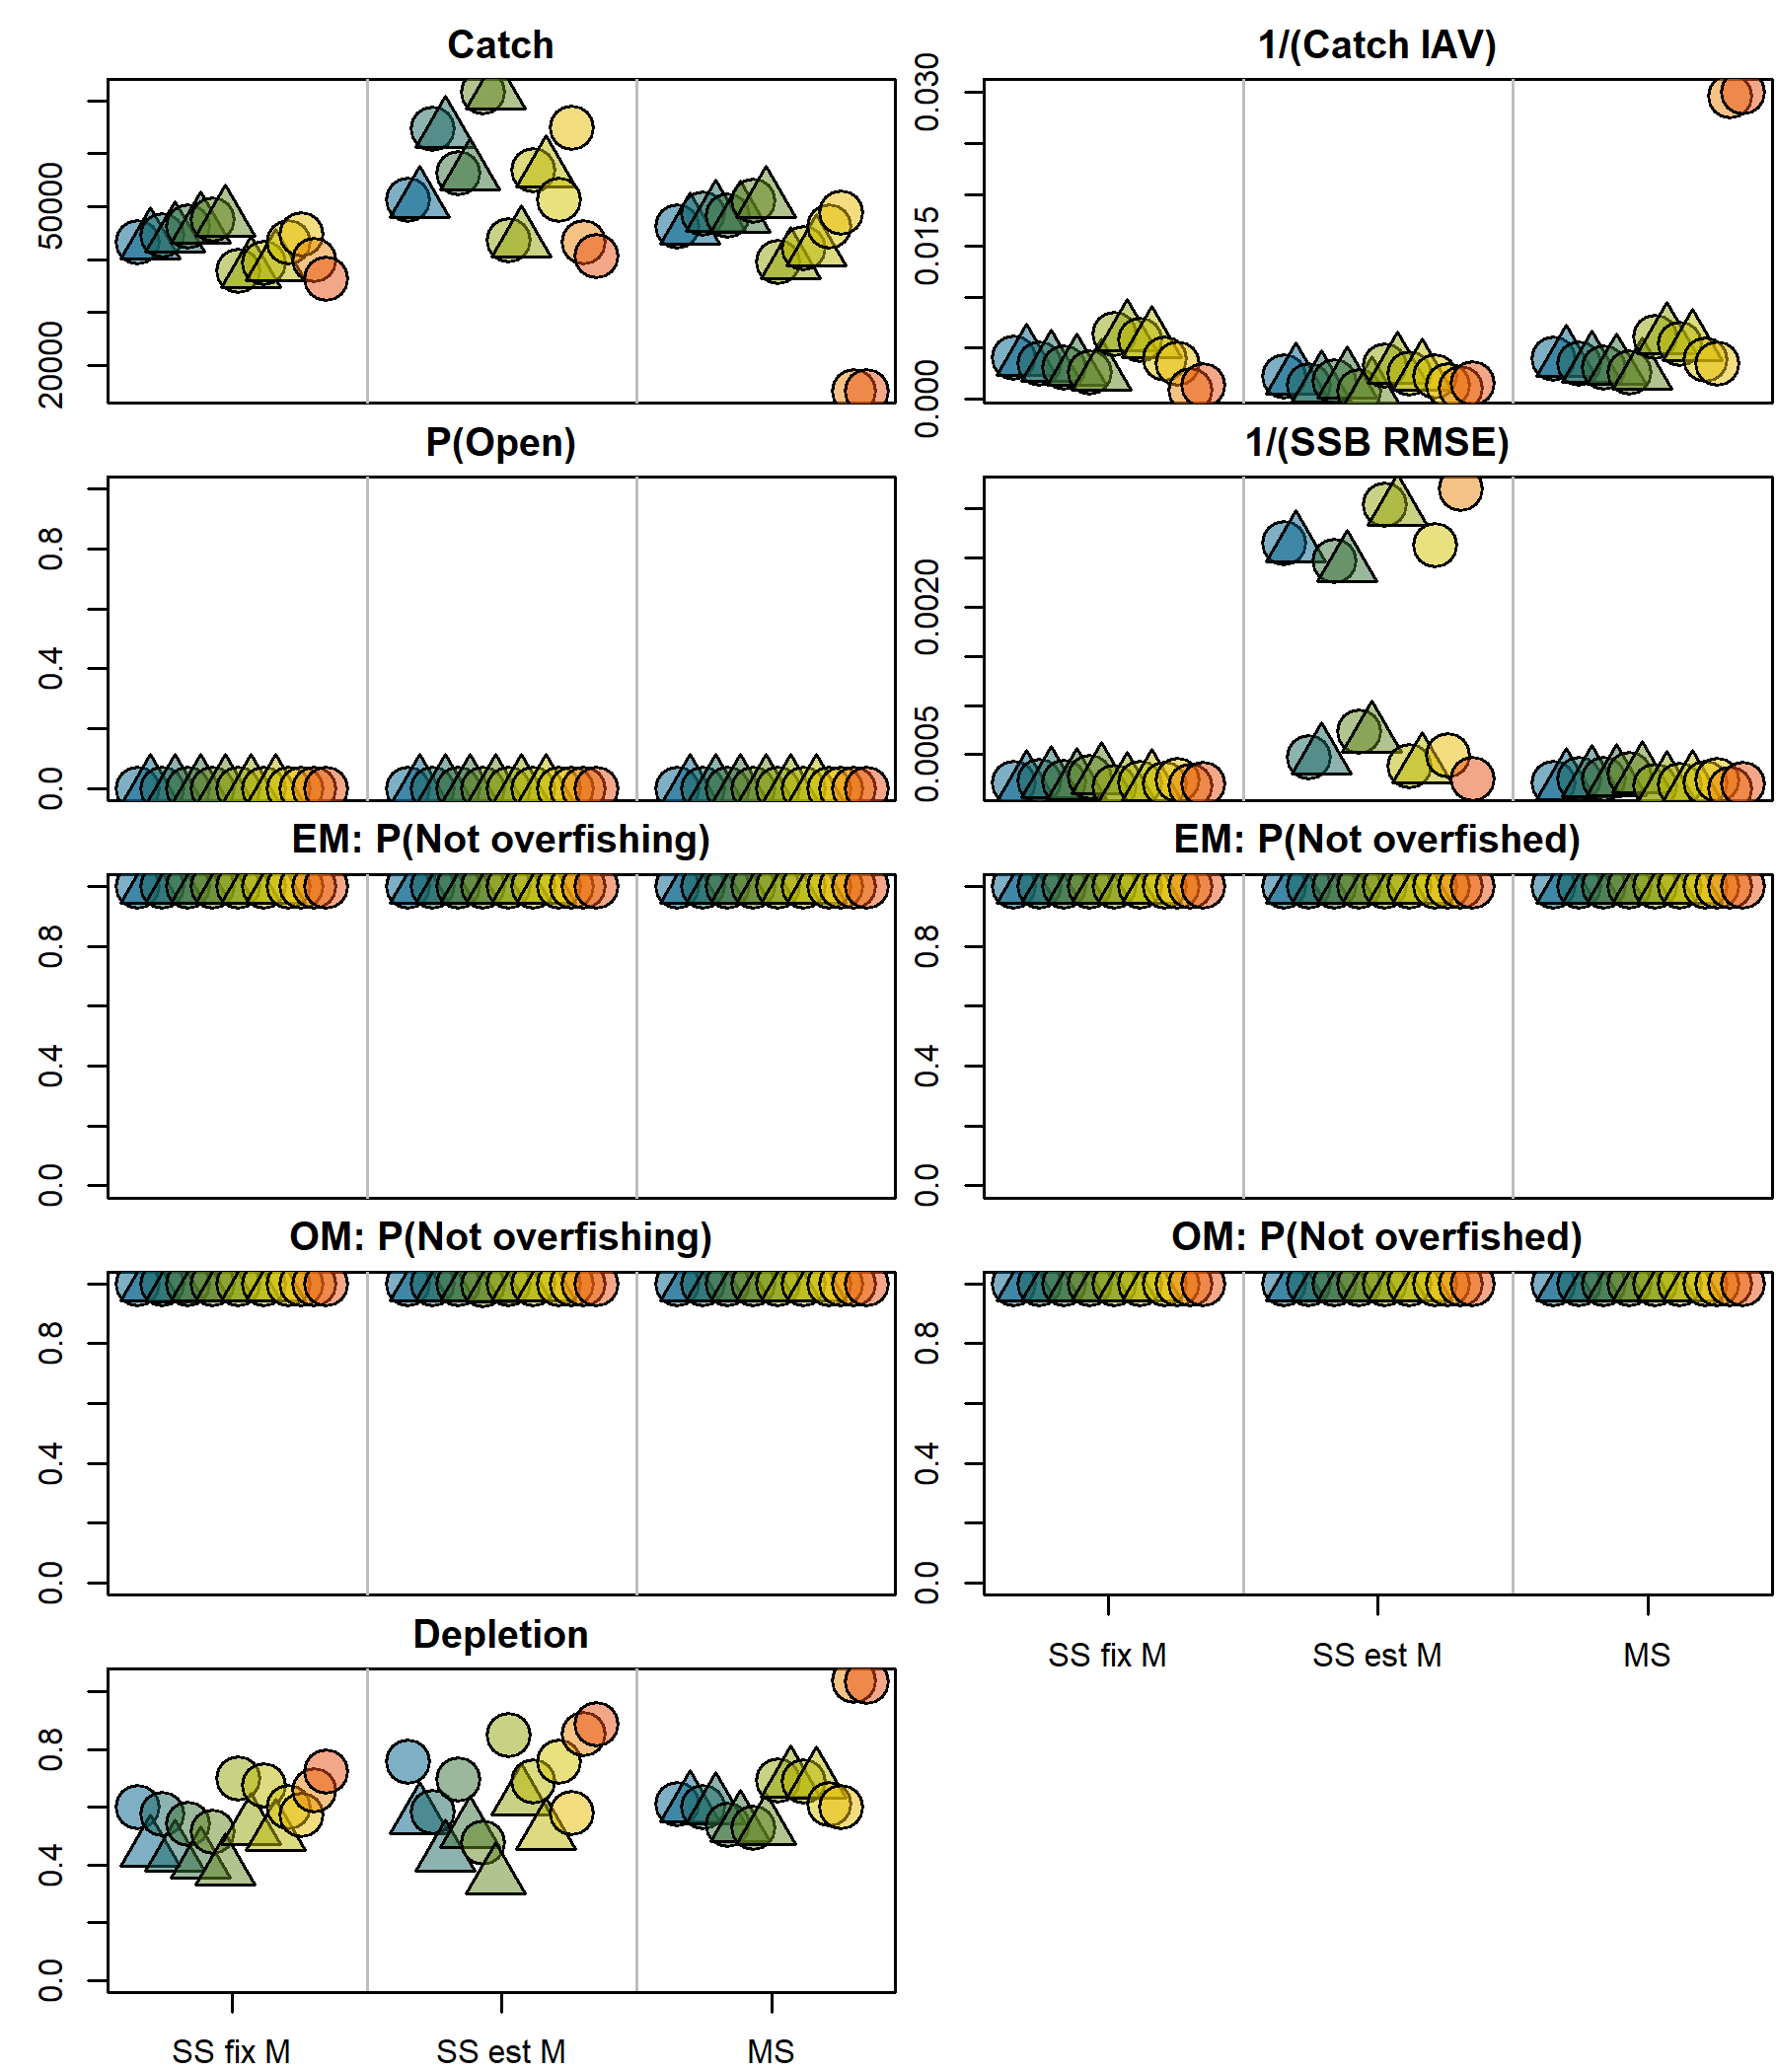 Catch
50000
20000
1/(Catch IAV)
0.030
0.015
0.000
P(Open)
0.8
0.4
0.0
1/(SSB RMSE)
0.0020
0.0005
EM: P(Not overfishing)
0.8
0.4
0.0
EM: P(Not overfished)
0.8
0.4
0.0
OM: P(Not overfishing)
0.8
0.4
0.0
OM: P(Not overfished)
0.8
0.4
0.0
SS fix M SS est M MS
Depletion
0.8
0.4
0.0
SS fix M SS est M MS